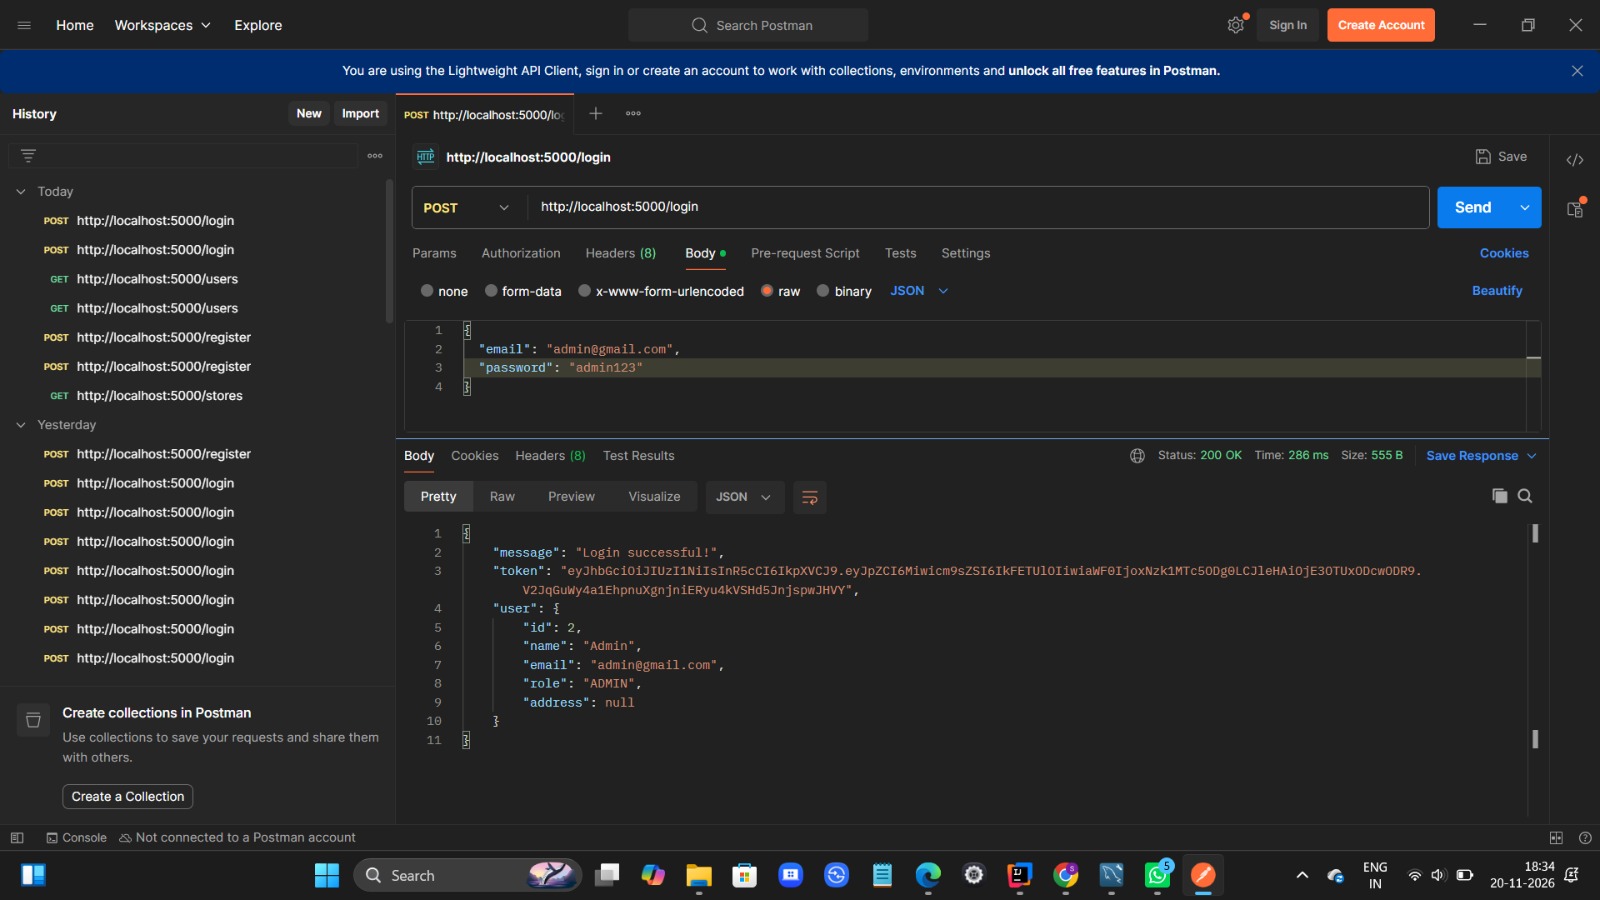 Home
Workspaces
Explore
Search Postman
Sign In
Create Account
You are using the Lightweight API Client, sign in or create an account to work with collections, environments and unlock all free features in Postman.
History
New
Import
POST http://localhost:5000/log
HTTP http://localhost:5000/login
Save
Today
POST http://localhost:5000/login
POST http://localhost:5000/login
GET http://localhost:5000/users
GET http://localhost:5000/users
POST http://localhost:5000/register
POST http://localhost:5000/register
GET http://localhost:5000/stores
Yesterday
POST http://localhost:5000/register
POST http://localhost:5000/login
POST http://localhost:5000/login
POST http://localhost:5000/login
POST http://localhost:5000/login
POST http://localhost:5000/login
POST http://localhost:5000/login
POST http://localhost:5000/login
Create collections in Postman
Use collections to save your requests and share them
with others.
Create a Collection
POST
http://localhost:5000/login
Send
Params
Authorization
Headers (8)
Body
Pre-request Script
Tests
Settings
Cookies
none
form-data
x-www-form-urlencoded
raw
binary
JSON
Beautify
1 {
2 "email": "admin@gmail.com",
3 "password": "admin123"
4 }
Body
Cookies
Headers (8)
Test Results
Status: 200 OK
Time: 286 ms
Size: 555 B
Save Response
Pretty
Raw
Preview
Visualize
JSON
1 {
2 "message": "Login successful!",
3 "token": "eyJhbGciOiJIUzI1NiIsInR5cCI6IkpXVCJ9.eyJpZCI6Miwicm9sZSI6IkFETUlOIiwiaWF0IjoxNzk1MTc5ODg0LCJleHAiOjE3OTUxODcwODR9.
V2JqGuWy4a1EhpnuXgnjniERyu4kVSHd5JnjspwJHVY",
4 "user": {
5 "id": 2,
6 "name": "Admin",
7 "email": "admin@gmail.com",
8 "role": "ADMIN",
9 "address": null
10 }
11 }
Console
Not connected to a Postman account
Search
5
ENG
IN
18:34
20-11-2026